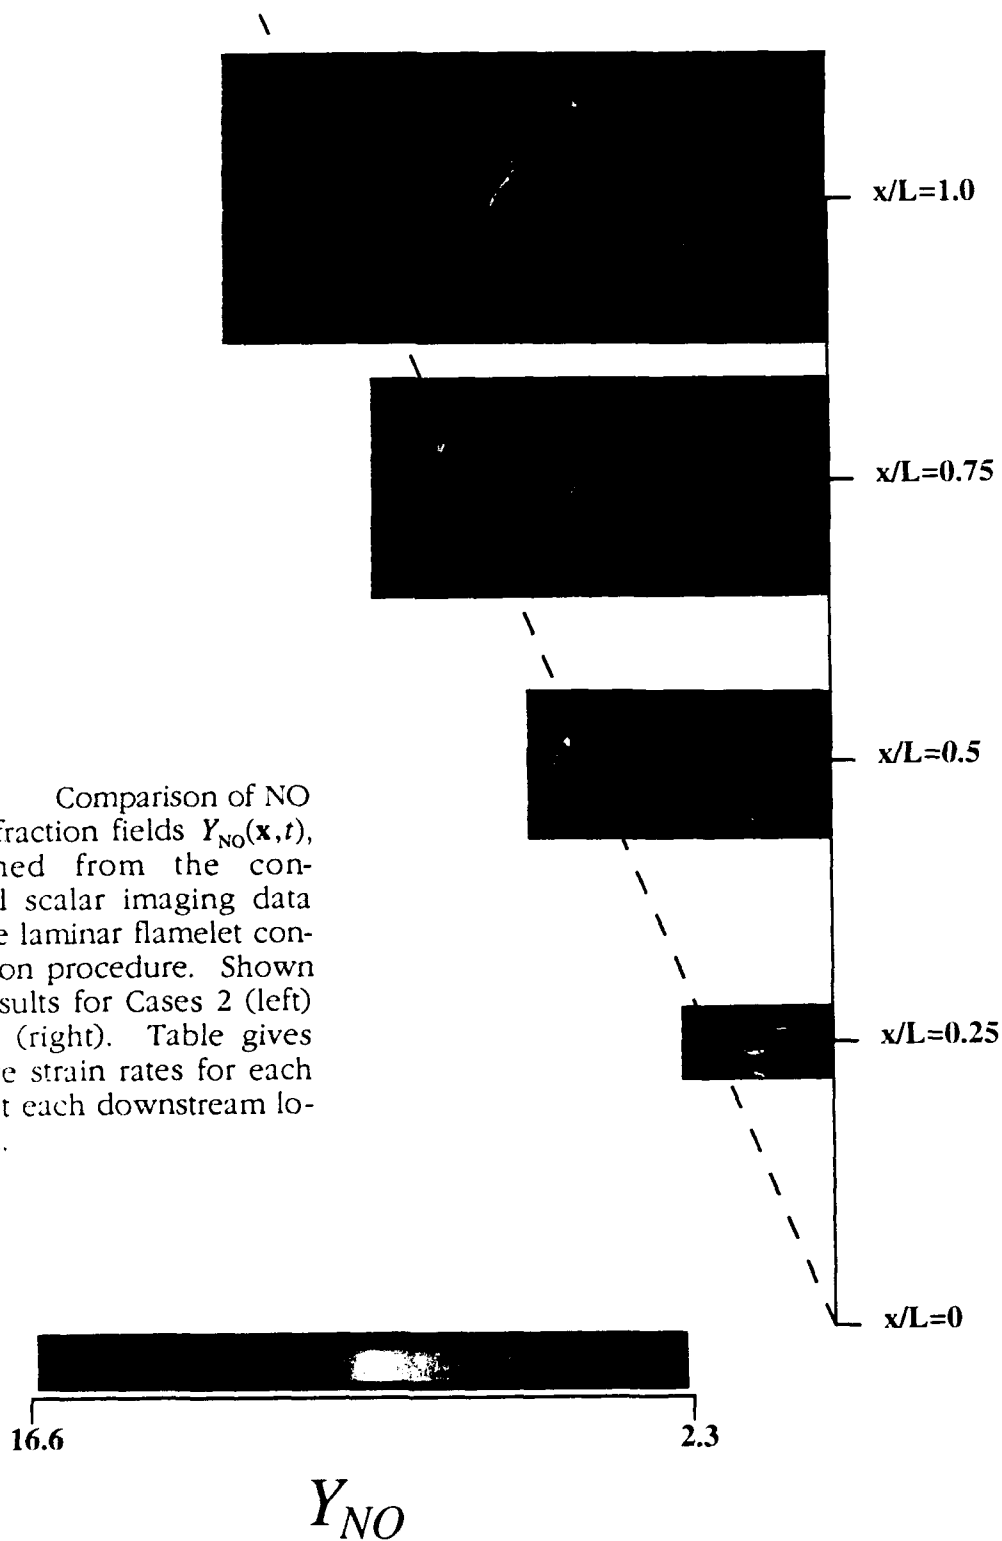 x/L=1.0
x/L=0.75
x/L=0.5
Comparison of NO
fraction fields Y_NO(x,t),
ned from the con-
l scalar imaging data
e laminar flamelet con-
on procedure. Shown
sults for Cases 2 (left)
(right). Table gives
e strain rates for each
t each downstream lo-
.
x/L=0.25
x/L=0
16.6 2.3
Y_NO